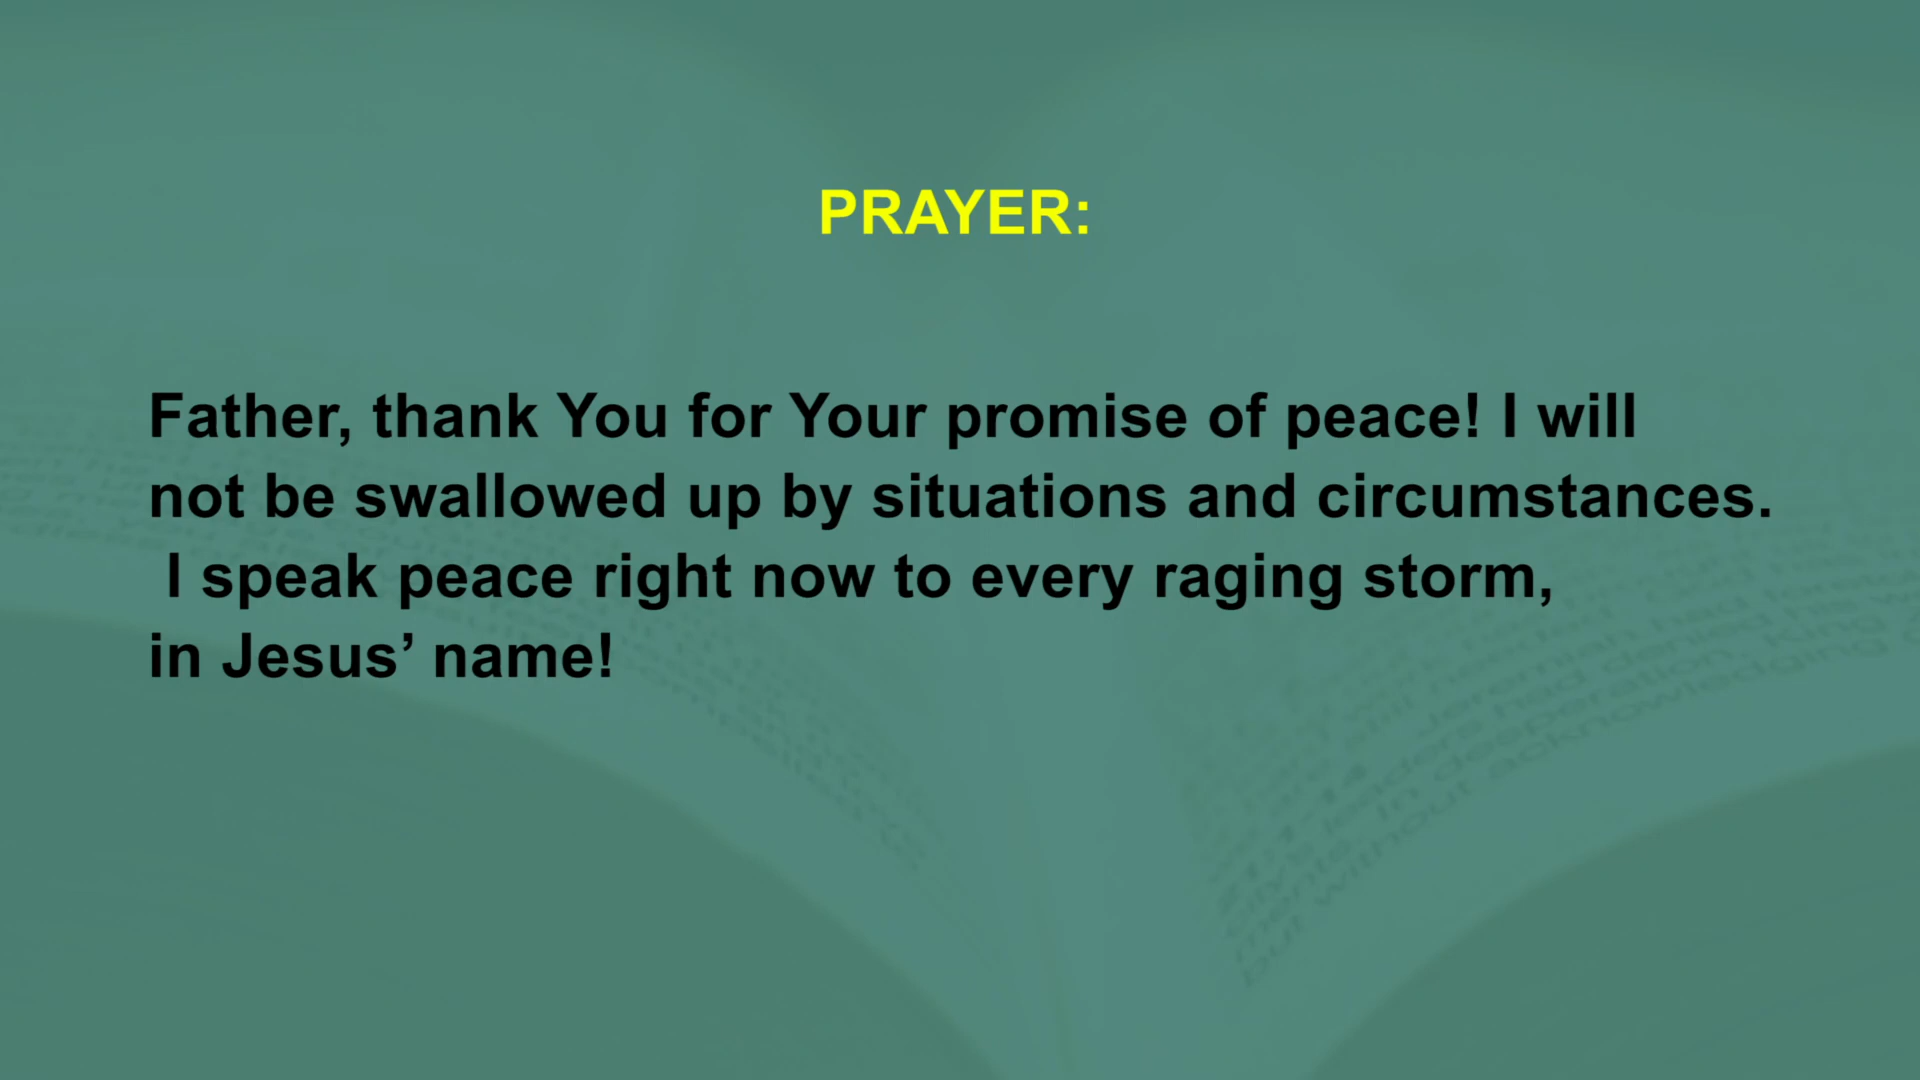 PRAYER:
Father, thank You for Your promise of peace! I will
not be swallowed up by situations and circumstances.
I speak peace right now to every raging storm,
in Jesus’ name!